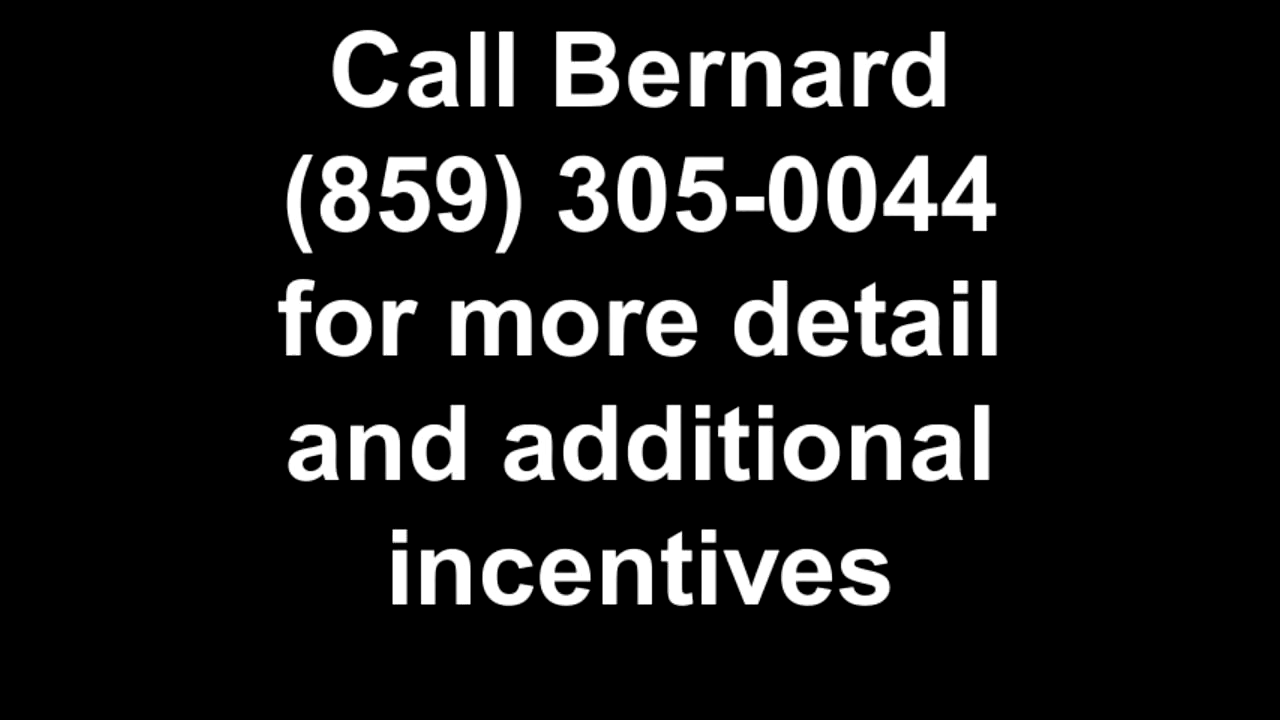 Call Bernard
(859) 305-0044
for more detail
and additional
incentives